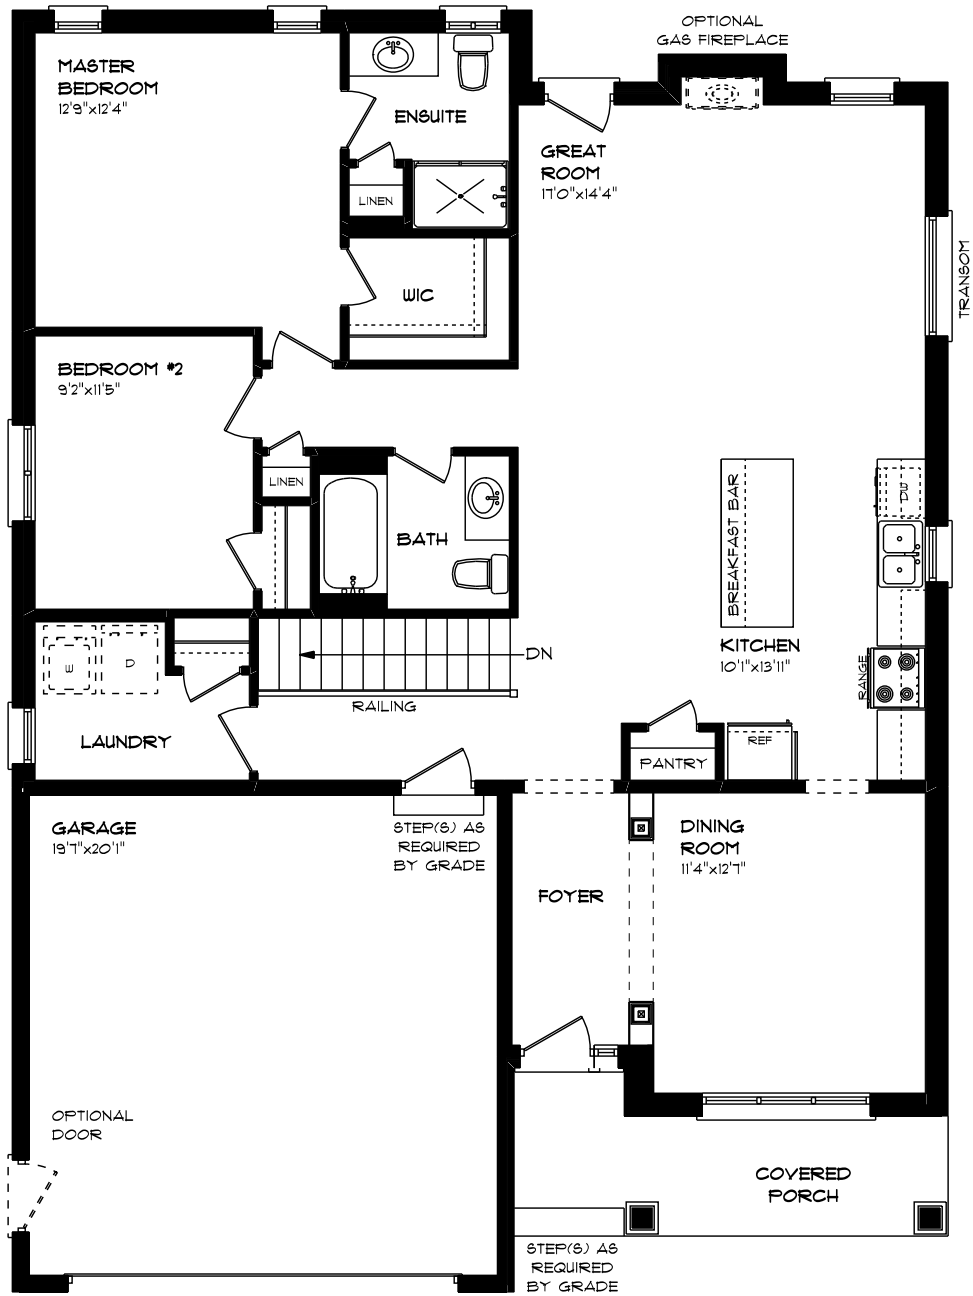 OPTIONAL
GAS FIREPLACE
MASTER
BEDROOM
12'9"x12'4"
ENSUITE
LINEN
GREAT
ROOM
17'0"x14'4"
TRANSOM
WIC
BEDROOM #2
9'2"x11'5"
LINEN
BATH
BREAKFAST BAR
DW
KITCHEN
10'1"x13'11"
RANGE
DN
RAILING
W
D
LAUNDRY
PANTRY
REF
GARAGE
19'7"x20'1"
STEP(S) AS
REQUIRED
BY GRADE
DINING
ROOM
11'4"x12'7"
FOYER
OPTIONAL
DOOR
COVERED
PORCH
STEP(S) AS
REQUIRED
BY GRADE